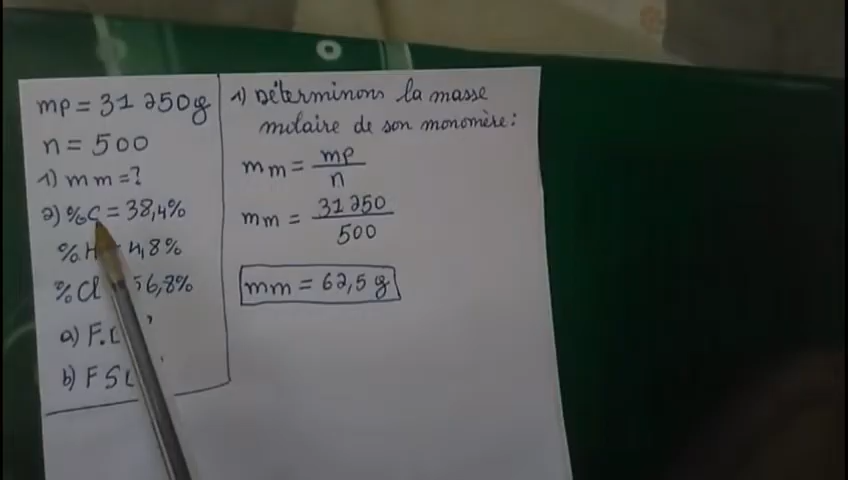 mp = 31 250g
n = 500
1) mm = ?
2) %C = 38,4%
%H 4,8%
%Cl 56,8%
a) F.
b) F S
1) Déterminons la masse
molaire de son monomère :
mm = mp / n
mm = 31 250 / 500
mm = 62,5 g